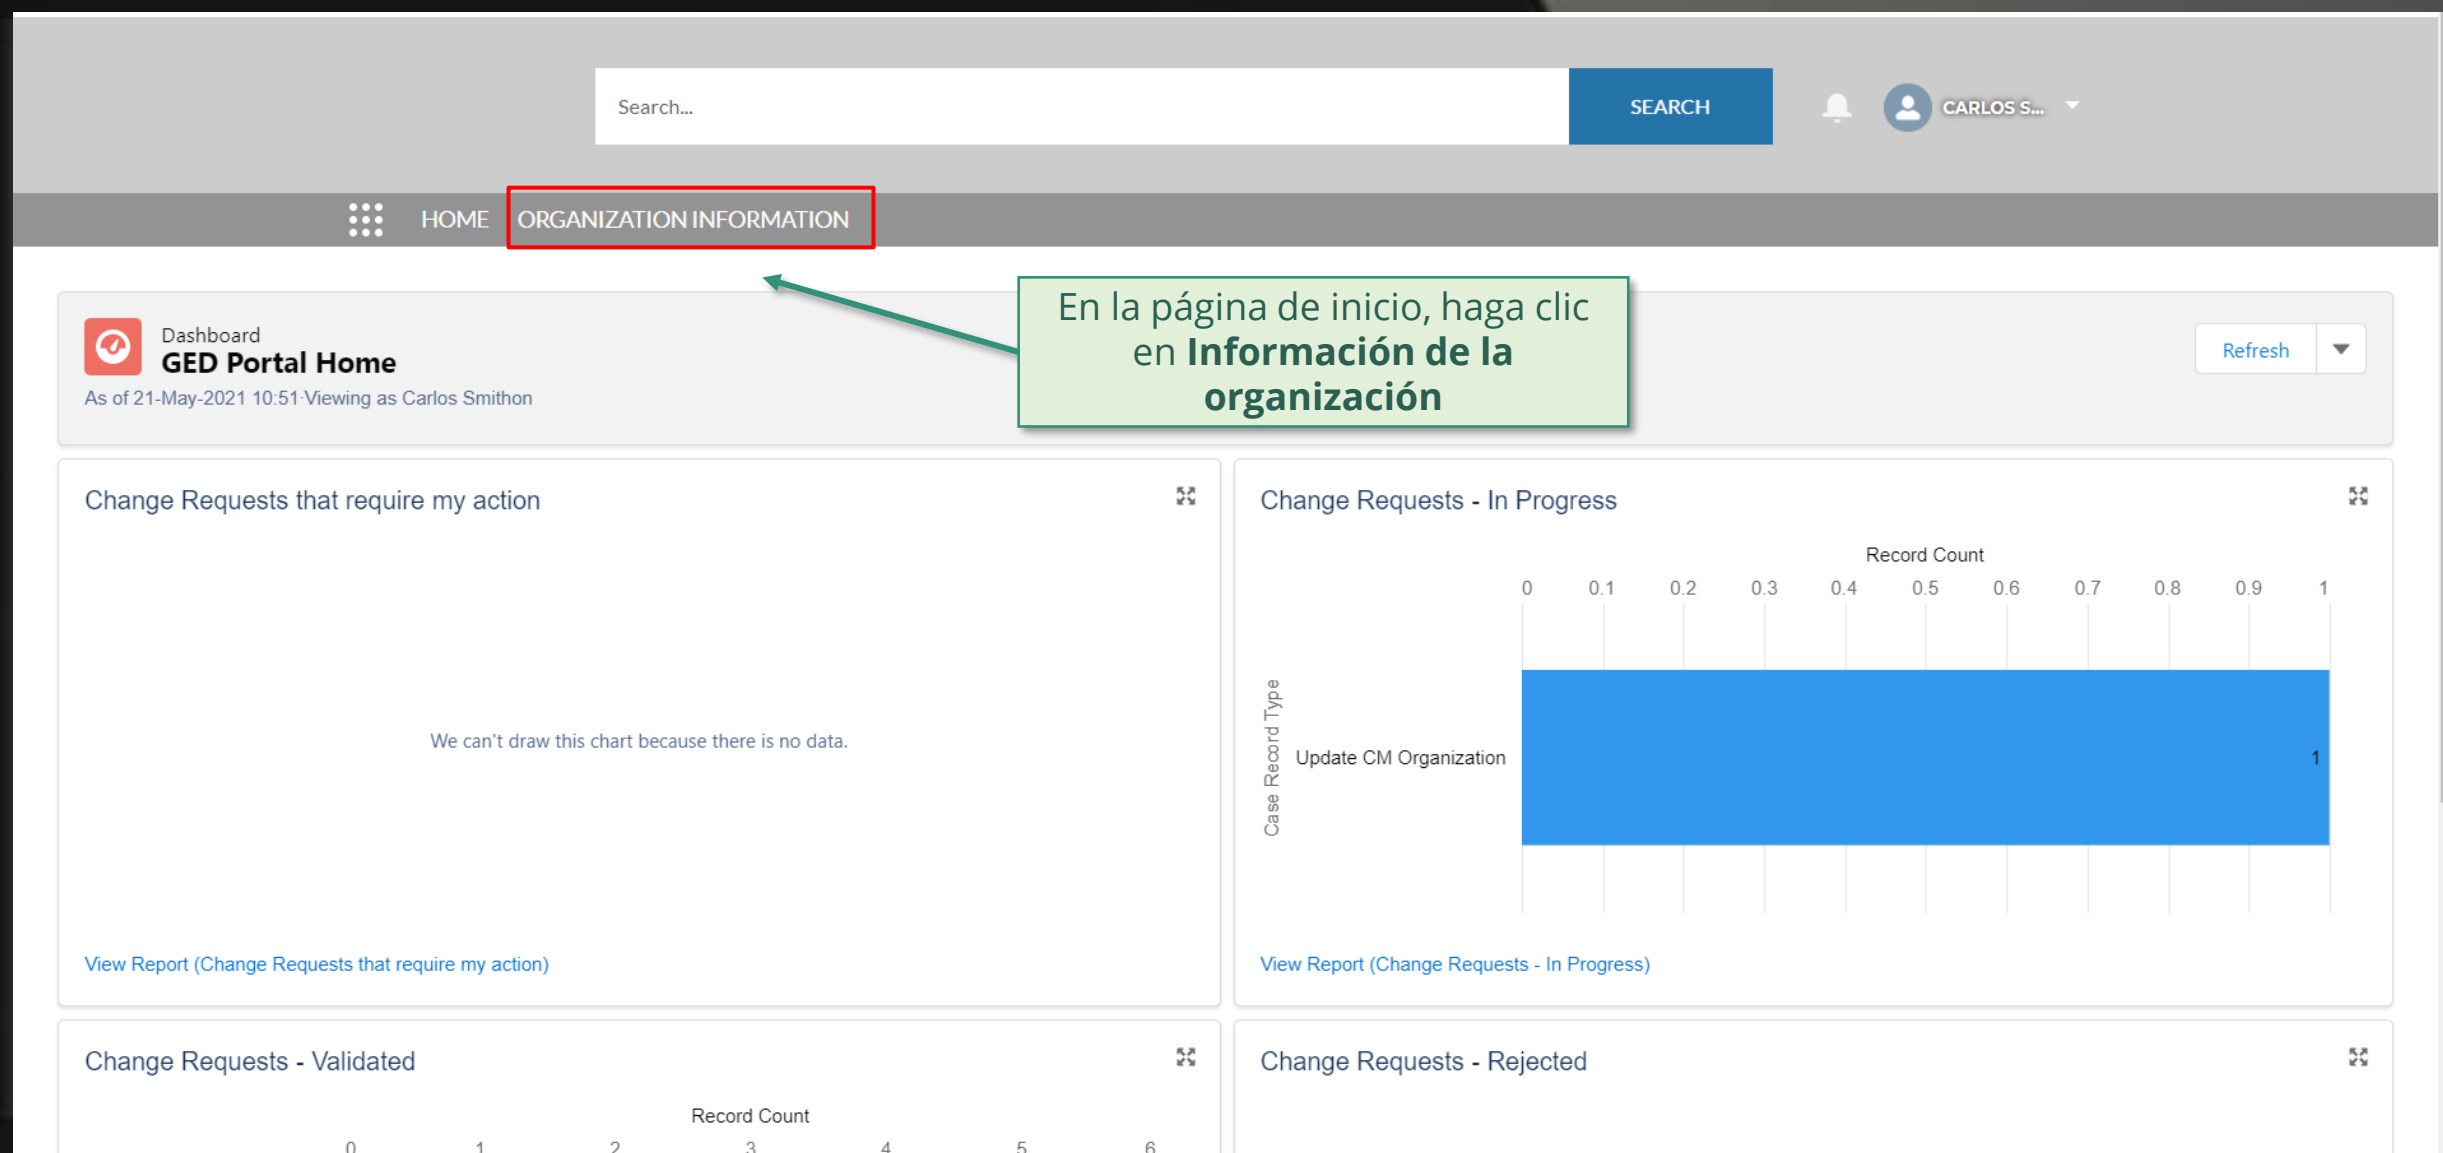 Search...
SEARCH
CARLOS S...
HOME
ORGANIZATION INFORMATION
En la página de inicio, haga clic
en Información de la
organización
Dashboard
GED Portal Home
As of 21-May-2021 10:51·Viewing as Carlos Smithon
Refresh
Change Requests that require my action
We can't draw this chart because there is no data.
View Report (Change Requests that require my action)
Change Requests - In Progress
Record Count
0 0.1 0.2 0.3 0.4 0.5 0.6 0.7 0.8 0.9 1
Case Record Type
Update CM Organization
1
View Report (Change Requests - In Progress)
Change Requests - Validated
Record Count
0 1 2 3 4 5 6
Change Requests - Rejected